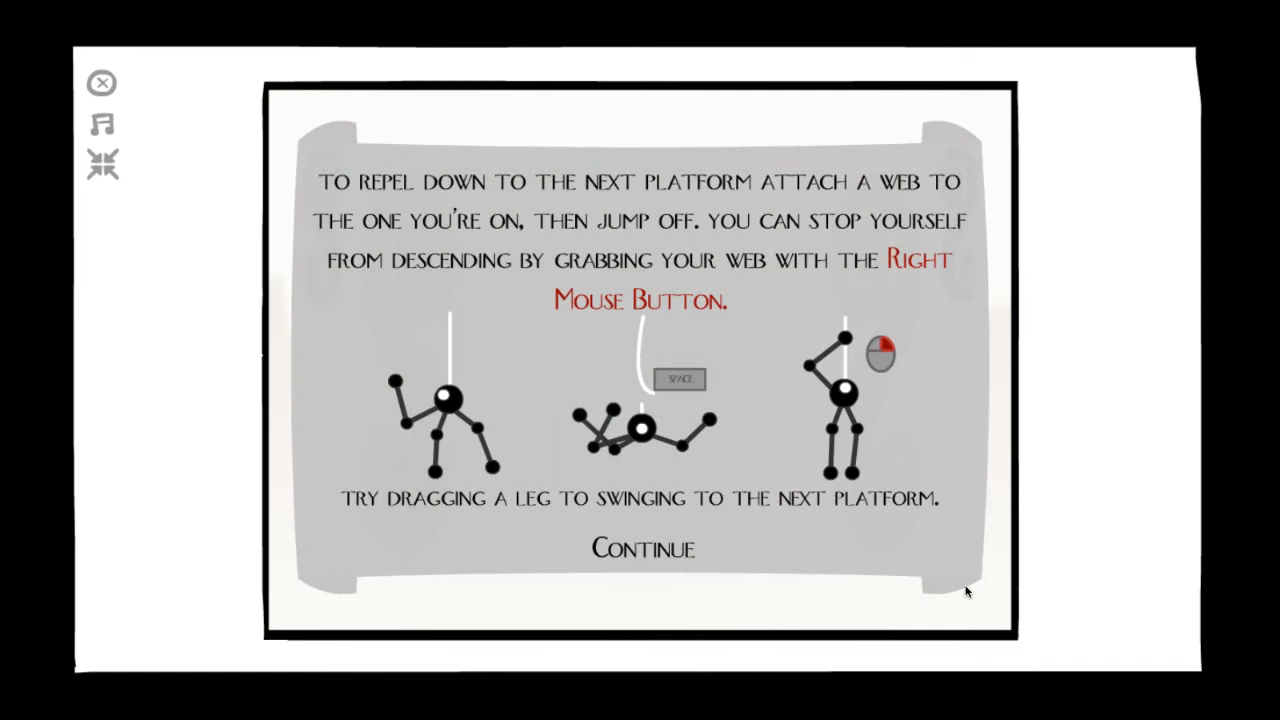 TO REPEL DOWN TO THE NEXT PLATFORM ATTACH A WEB TO
THE ONE YOU'RE ON, THEN JUMP OFF. YOU CAN STOP YOURSELF
FROM DESCENDING BY GRABBING YOUR WEB WITH THE RIGHT
MOUSE BUTTON.
SPACE
TRY DRAGGING A LEG TO SWINGING TO THE NEXT PLATFORM.
CONTINUE